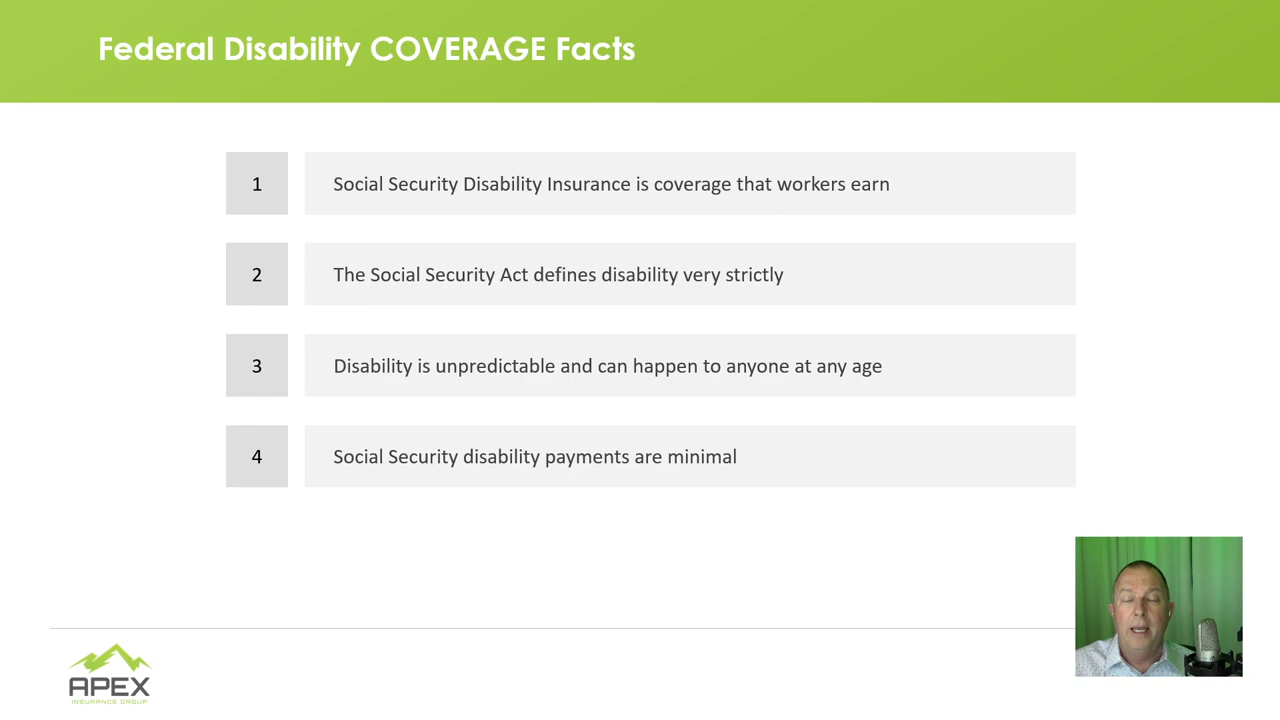 Federal Disability COVERAGE Facts
1
Social Security Disability Insurance is coverage that workers earn
2
The Social Security Act defines disability very strictly
3
Disability is unpredictable and can happen to anyone at any age
4
Social Security disability payments are minimal
APEX
INSURANCE GROUP